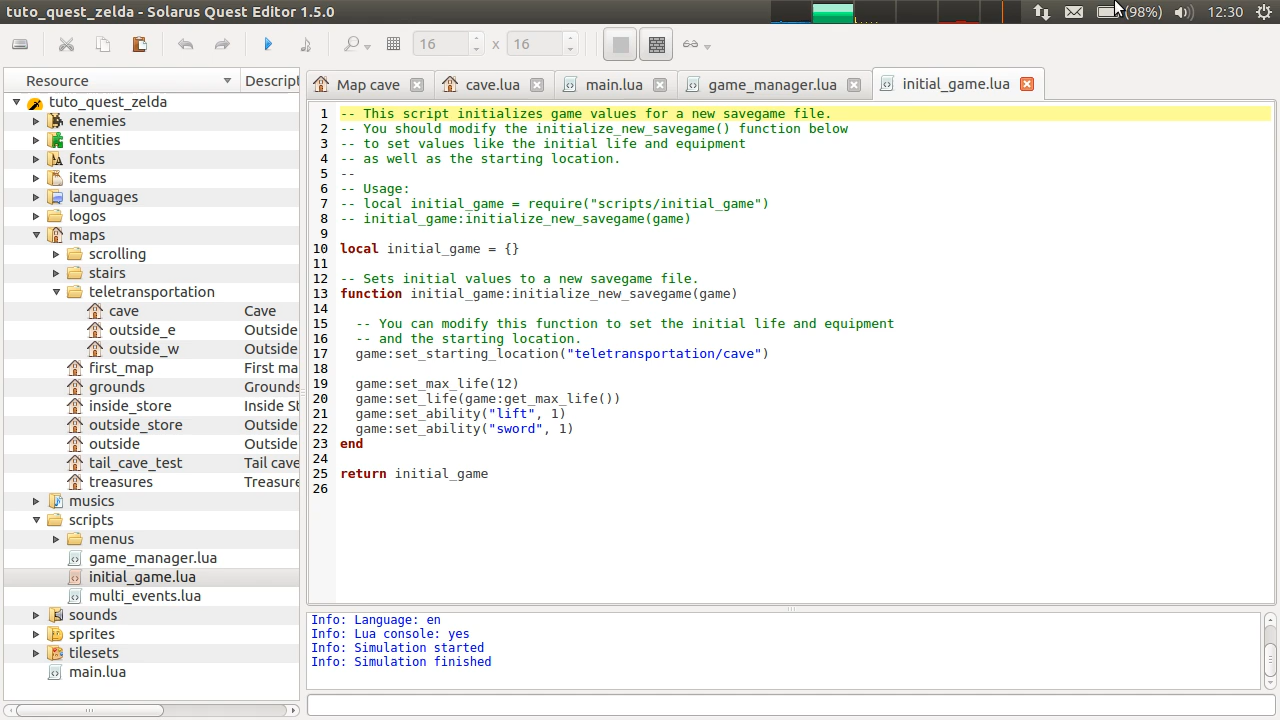 tuto_quest_zelda - Solarus Quest Editor 1.5.0
(98%)
12:30
16 x 16
Resource
Descript
tuto_quest_zelda
enemies
entities
fonts
items
languages
logos
maps
scrolling
stairs
teletransportation
cave Cave
outside_e Outside
outside_w Outside
first_map First ma
grounds Grounds
inside_store Inside St
outside_store Outside
outside Outside
tail_cave_test Tail cave
treasures Treasure
musics
scripts
menus
game_manager.lua
initial_game.lua
multi_events.lua
sounds
sprites
tilesets
main.lua
Map cave
cave.lua
main.lua
game_manager.lua
initial_game.lua
1 -- This script initializes game values for a new savegame file.
2 -- You should modify the initialize_new_savegame() function below
3 -- to set values like the initial life and equipment
4 -- as well as the starting location.
5 --
6 -- Usage:
7 -- local initial_game = require("scripts/initial_game")
8 -- initial_game:initialize_new_savegame(game)
9
10 local initial_game = {}
11
12 -- Sets initial values to a new savegame file.
13 function initial_game:initialize_new_savegame(game)
14
15   -- You can modify this function to set the initial life and equipment
16   -- and the starting location.
17   game:set_starting_location("teletransportation/cave")
18
19   game:set_max_life(12)
20   game:set_life(game:get_max_life())
21   game:set_ability("lift", 1)
22   game:set_ability("sword", 1)
23 end
24
25 return initial_game
26
Info: Language: en
Info: Lua console: yes
Info: Simulation started
Info: Simulation finished